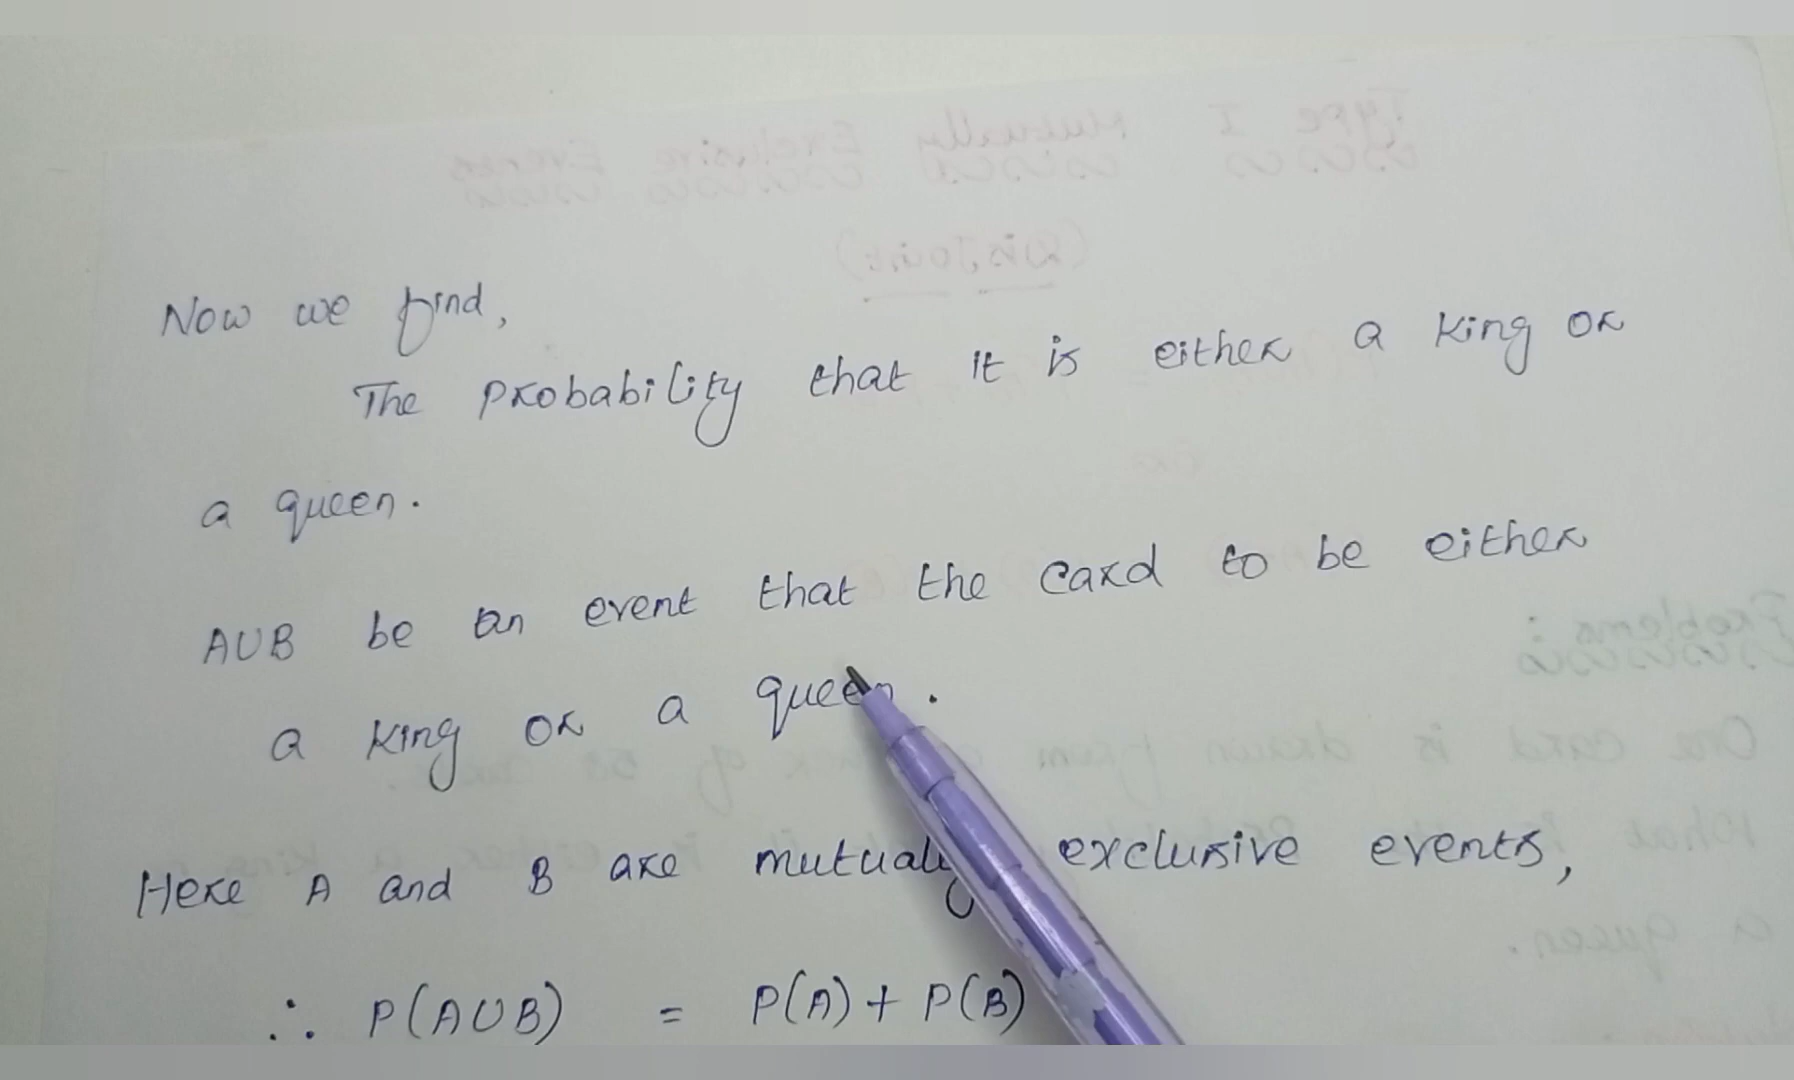 Now we find,
The probability that it is either a King or
a queen.
AUB be an event that the card to be either
a King or a queen.
Here A and B are mutualy exclusive events,
∴ P(AUB) = P(A) + P(B)